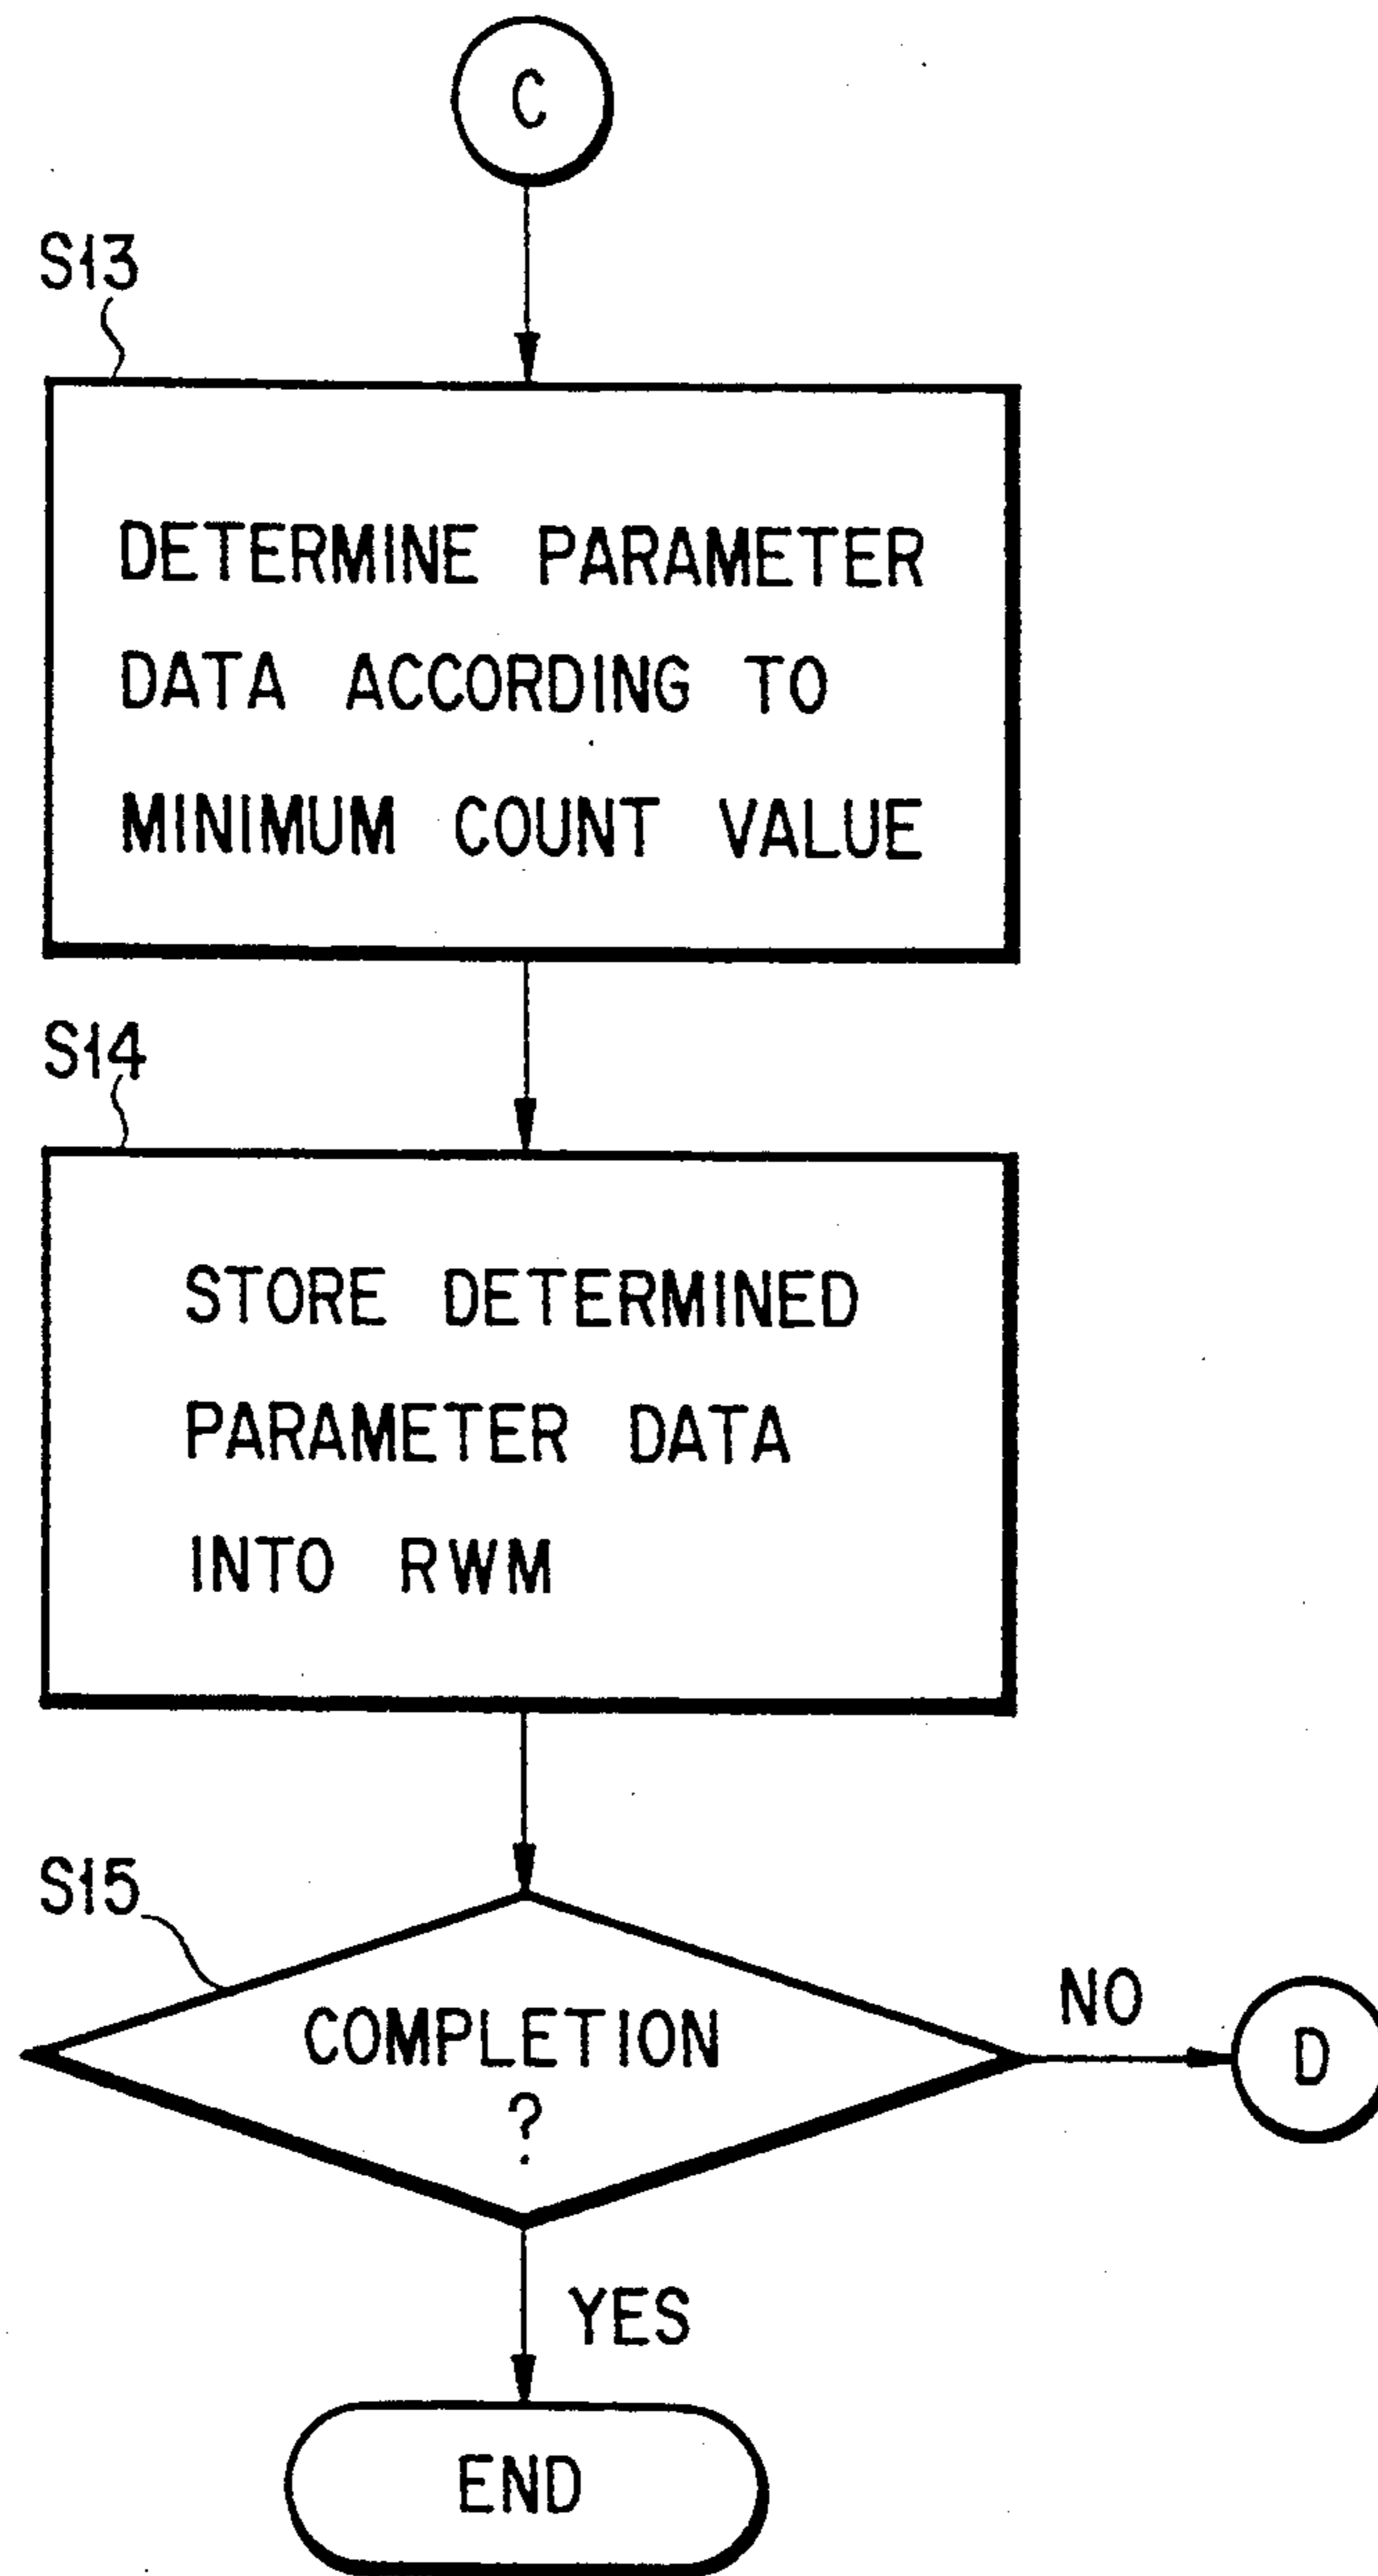 C
S13
DETERMINE PARAMETER
DATA ACCORDING TO
MINIMUM COUNT VALUE
S14
STORE DETERMINED
PARAMETER DATA
INTO RWM
S15
COMPLETION
?
NO
D
YES
END